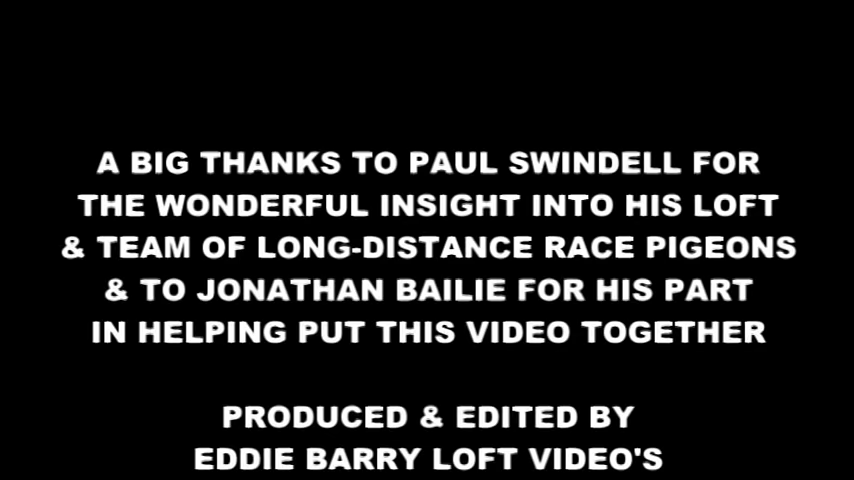 A BIG THANKS TO PAUL SWINDELL FOR
THE WONDERFUL INSIGHT INTO HIS LOFT
& TEAM OF LONG-DISTANCE RACE PIGEONS
& TO JONATHAN BAILIE FOR HIS PART
IN HELPING PUT THIS VIDEO TOGETHER
PRODUCED & EDITED BY
EDDIE BARRY LOFT VIDEO'S